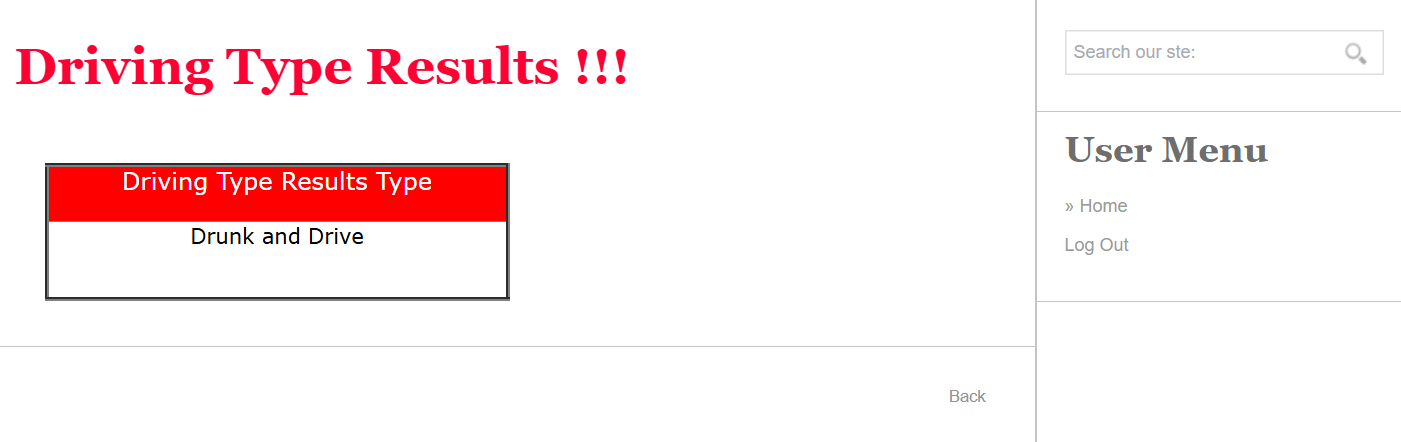 Driving Type Results !!!
Driving Type Results Type
Drunk and Drive
Back
Search our ste:
User Menu
» Home
Log Out